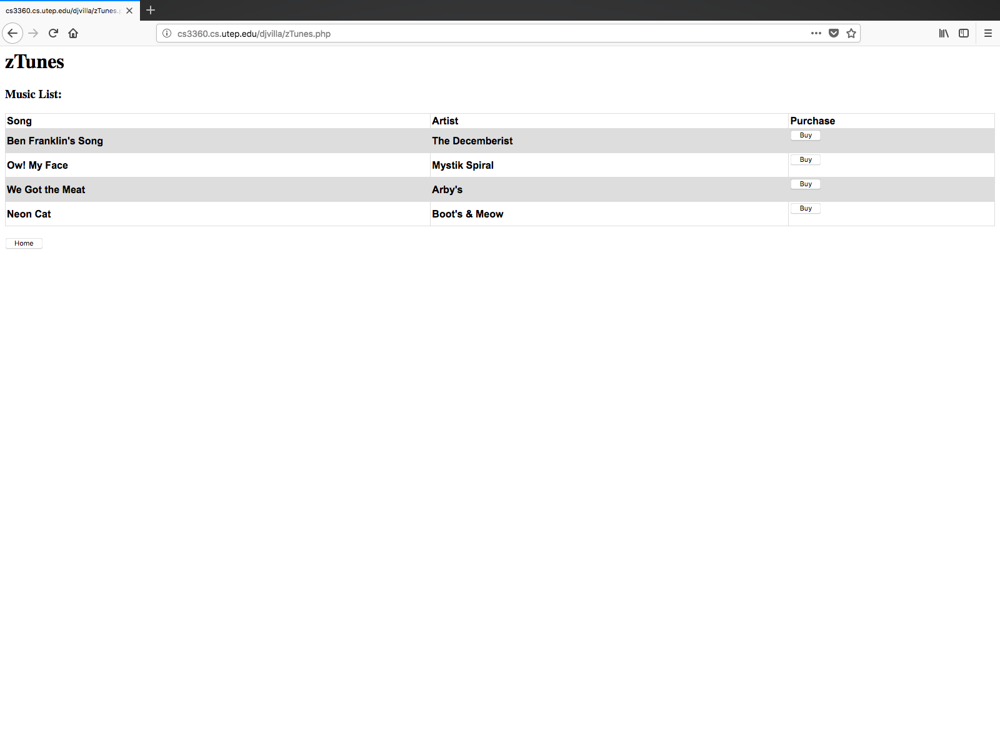 cs3360.cs.utep.edu/djvilla/zTunes.p
cs3360.cs.utep.edu/djvilla/zTunes.php
zTunes
Music List:
Song Artist Purchase
Ben Franklin's Song The Decemberist Buy
Ow! My Face Mystik Spiral Buy
We Got the Meat Arby's Buy
Neon Cat Boot's & Meow Buy
Home